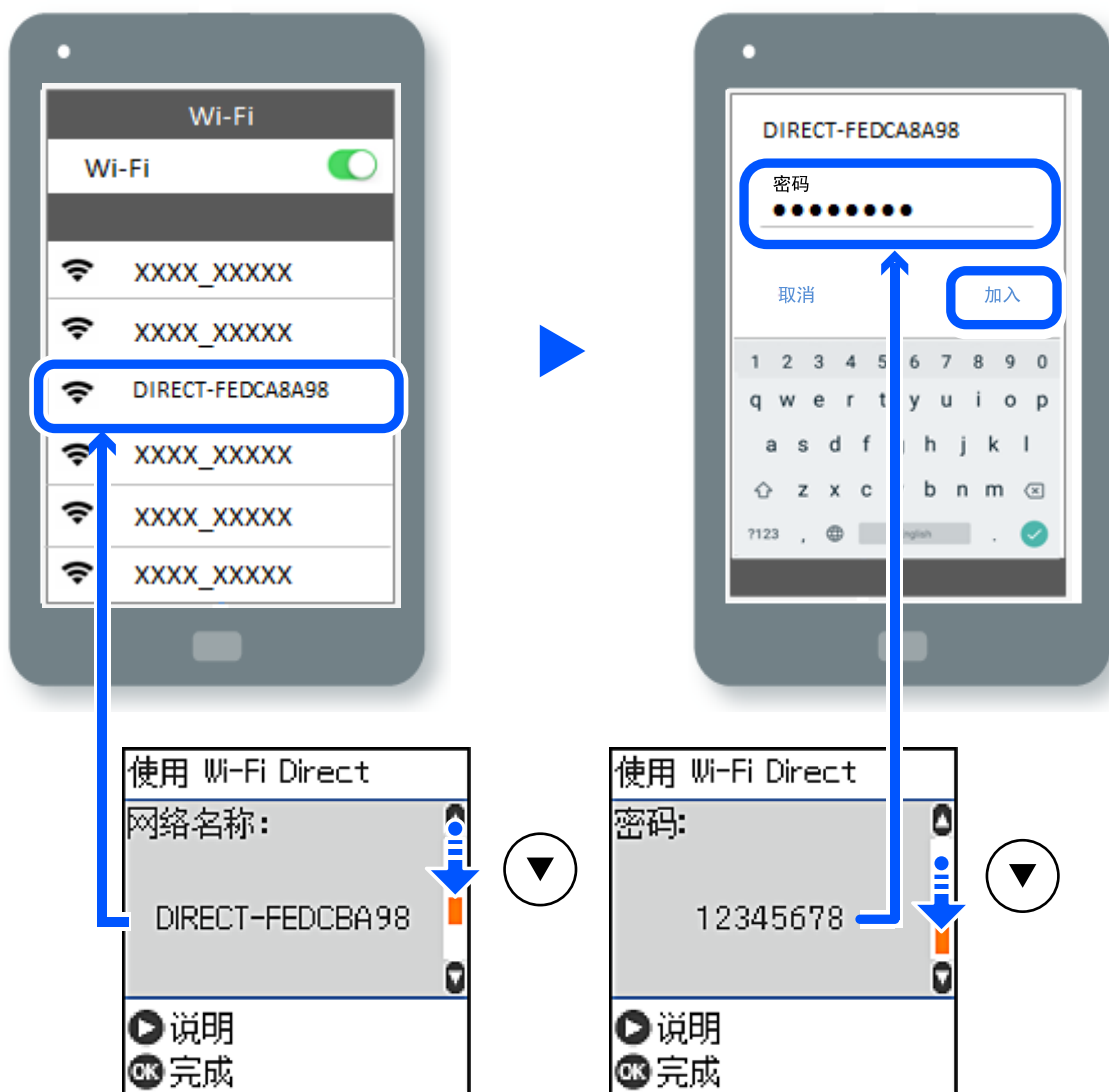 Wi-Fi
Wi-Fi
XXXX_XXXXX
XXXX_XXXXX
DIRECT-FEDCA8A98
XXXX_XXXXX
XXXX_XXXXX
XXXX_XXXXX
DIRECT-FEDCA8A98
密码
取消 加入
1 2 3 4 5 6 7 8 9 0
q w e r t y u i o p
a s d f h j k l
z x c b n m
?123 , .
使用 Wi-Fi Direct
网络名称:
DIRECT-FEDCBA98
说明
OK 完成
使用 Wi-Fi Direct
密码:
12345678
说明
OK 完成